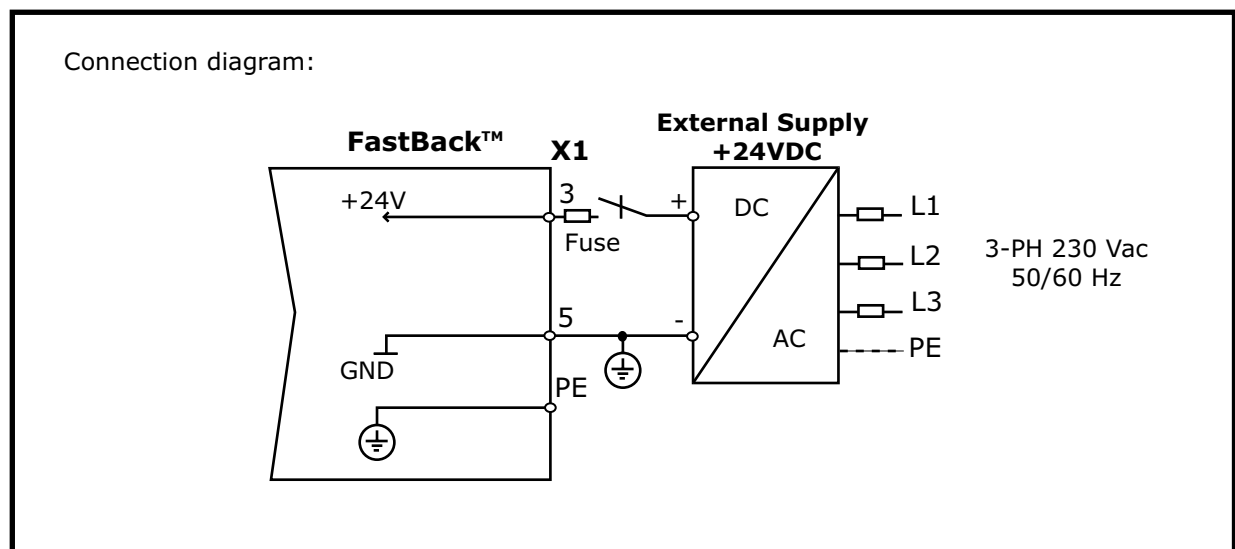 Connection diagram:
FastBack™
X1
External Supply
+24VDC
+24V
3
Fuse
+
DC
L1
L2
L3
PE
3-PH 230 Vac
50/60 Hz
5
-
AC
GND
PE